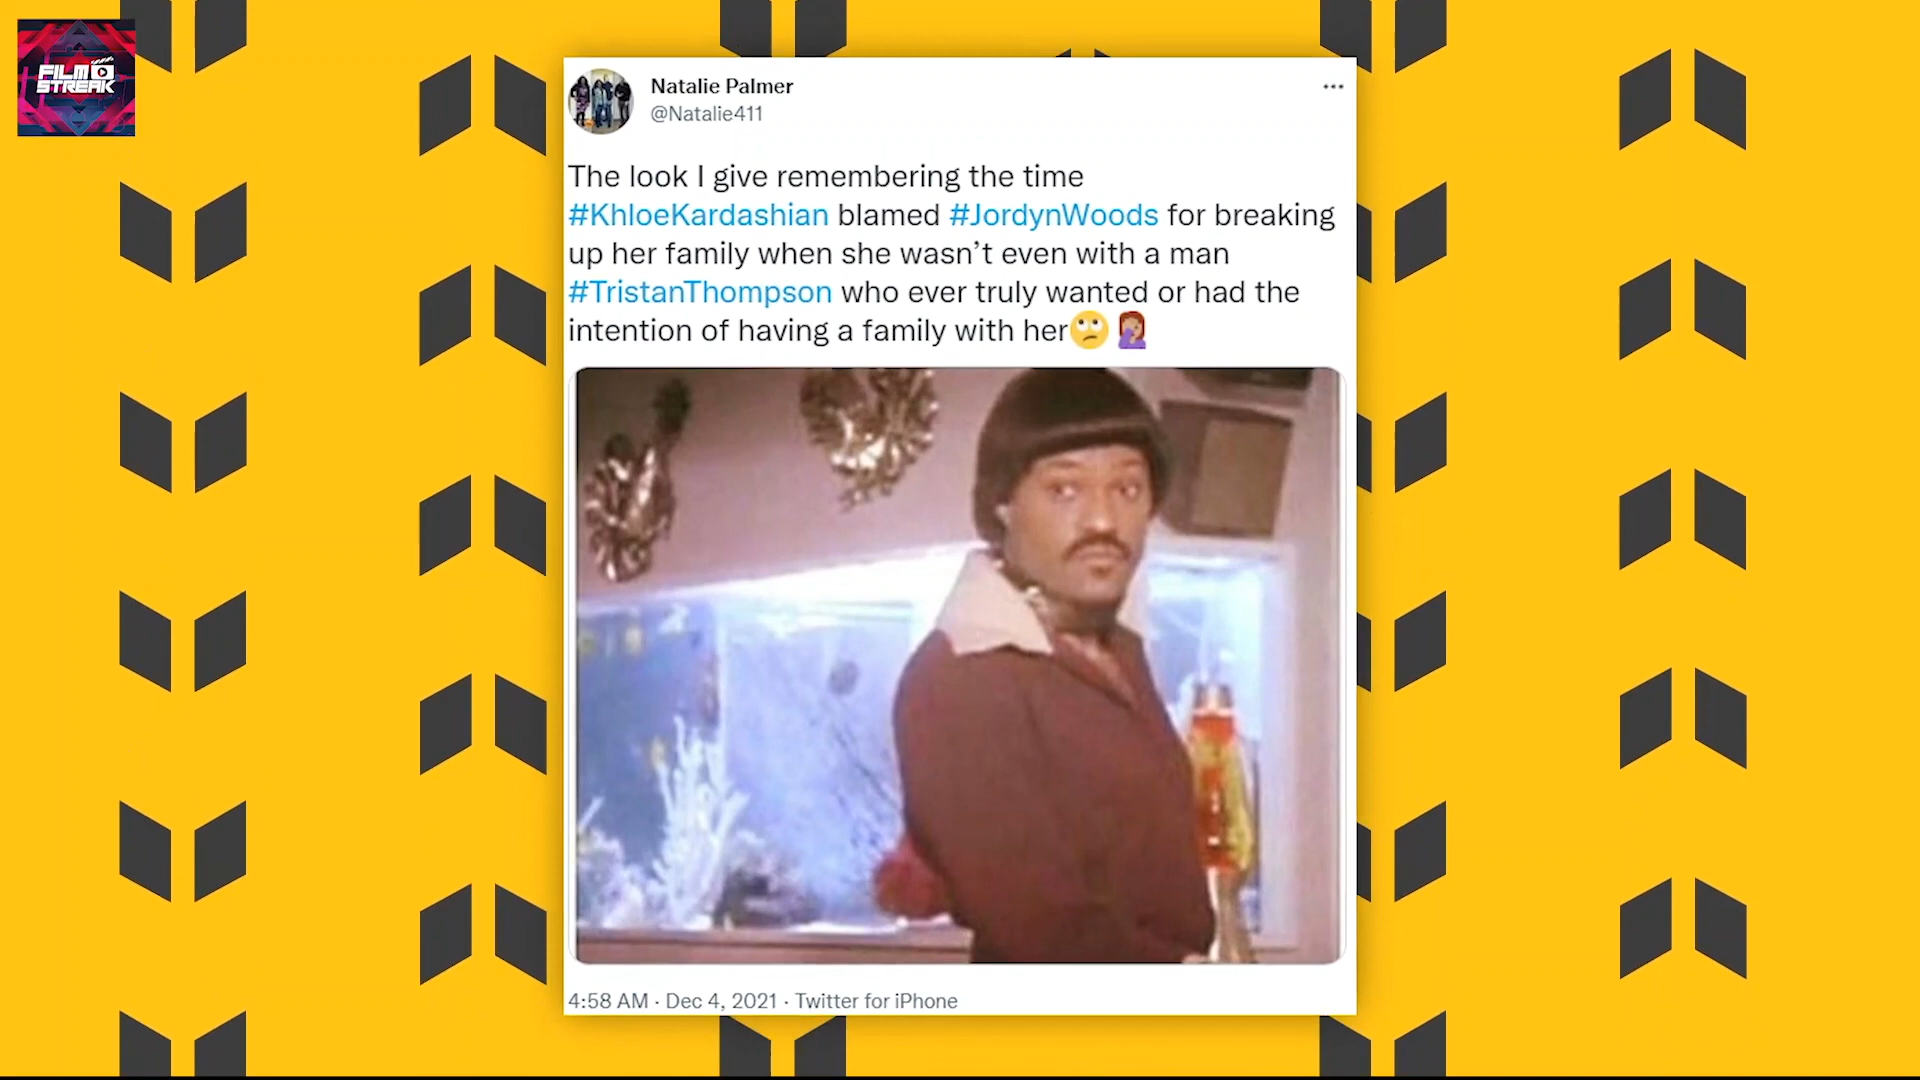 FILM
STREAK
Natalie Palmer
@Natalie411
The look I give remembering the time
#KhloeKardashian blamed #JordynWoods for breaking
up her family when she wasn’t even with a man
#TristanThompson who ever truly wanted or had the
intention of having a family with her🙄🤦🏽‍♀️
4:58 AM · Dec 4, 2021 · Twitter for iPhone